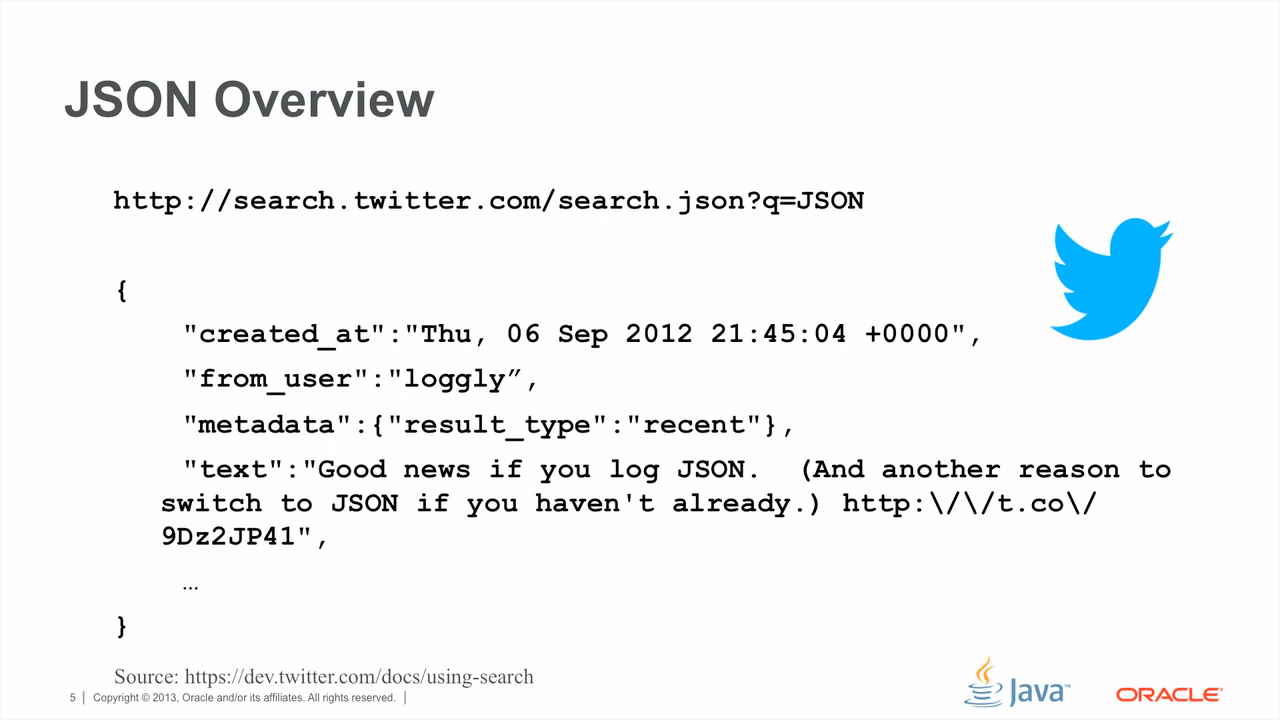 JSON Overview
http://search.twitter.com/search.json?q=JSON
{
"created_at":"Thu, 06 Sep 2012 21:45:04 +0000",
"from_user":"loggly”,
"metadata":{"result_type":"recent"},
"text":"Good news if you log JSON.  (And another reason to
switch to JSON if you haven't already.) http:\/\/t.co\/
9Dz2JP41",
…
}
Source: https://dev.twitter.com/docs/using-search
5 | Copyright © 2013, Oracle and/or its affiliates. All rights reserved. |
Java™
ORACLE®